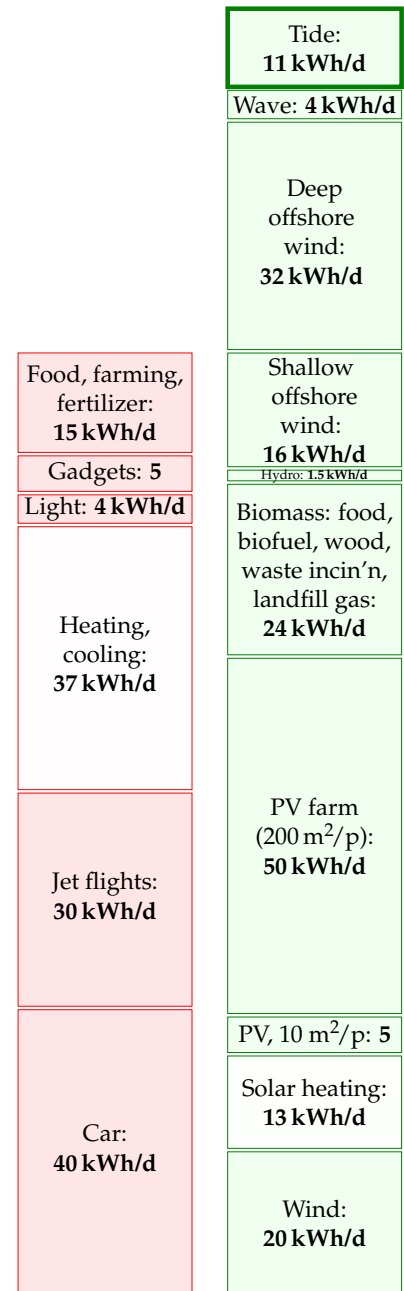 Food, farming,
fertilizer:
15 kWh/d
Gadgets: 5
Light: 4 kWh/d
Heating,
cooling:
37 kWh/d
Jet flights:
30 kWh/d
Car:
40 kWh/d
Tide:
11 kWh/d
Wave: 4 kWh/d
Deep
offshore
wind:
32 kWh/d
Shallow
offshore
wind:
16 kWh/d
Hydro: 1.5 kWh/d
Biomass: food,
biofuel, wood,
waste incin’n,
landfill gas:
24 kWh/d
PV farm
(200 m²/p):
50 kWh/d
PV, 10 m²/p: 5
Solar heating:
13 kWh/d
Wind:
20 kWh/d